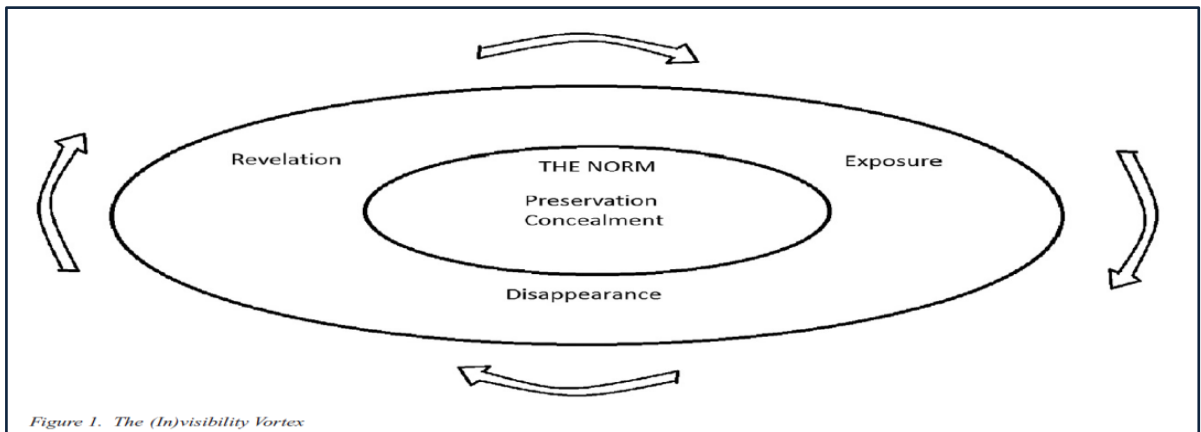 Revelation
THE NORM
Exposure
Preservation
Concealment
Disappearance
Figure 1. The (In)visibility Vortex